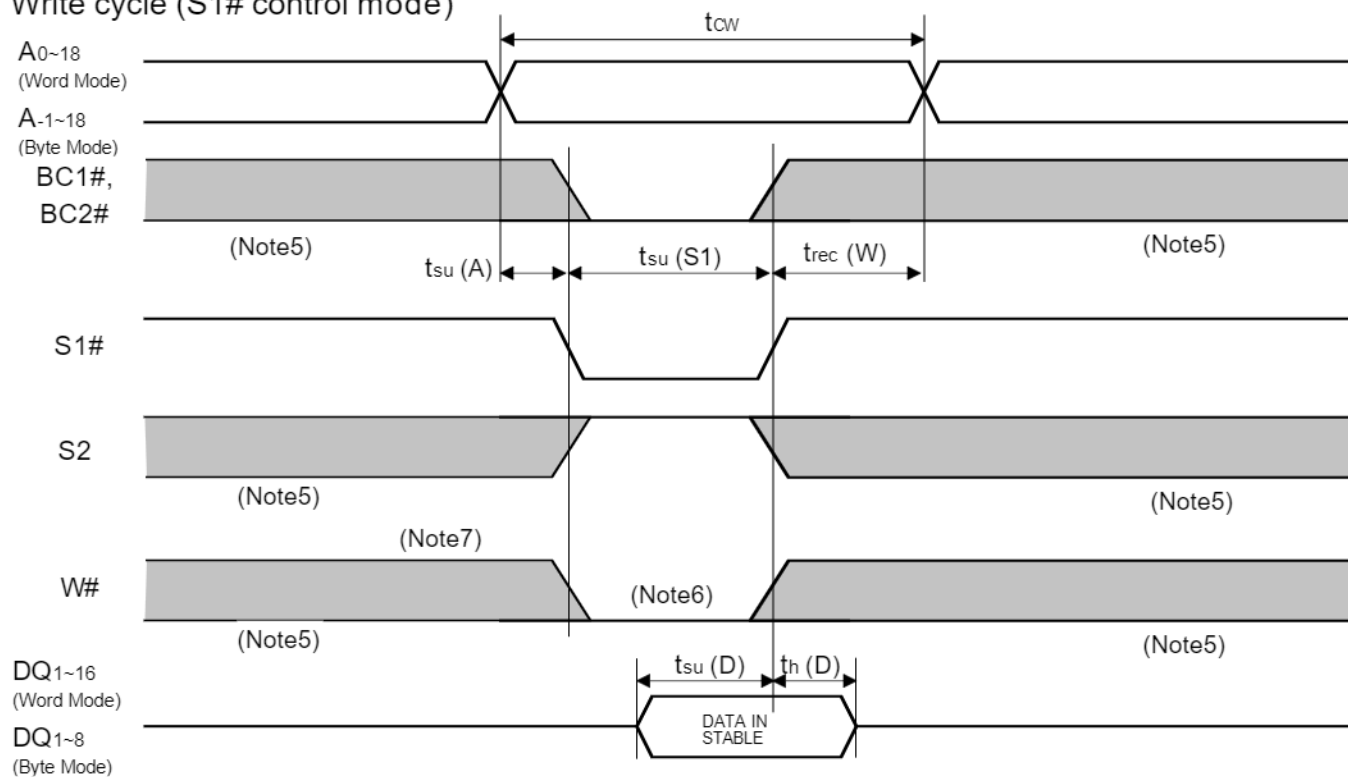 Write cycle (S1# control mode)
tCW
A0~18
(Word Mode)
A-1~18
(Byte Mode)
BC1#,
BC2#
(Note5)
(Note5)
tsu (A)
tsu (S1)
trec (W)
S1#
S2
(Note5)
(Note5)
(Note7)
W#
(Note6)
(Note5)
(Note5)
DQ1~16
(Word Mode)
tsu (D)
th (D)
DATA IN
STABLE
DQ1~8
(Byte Mode)